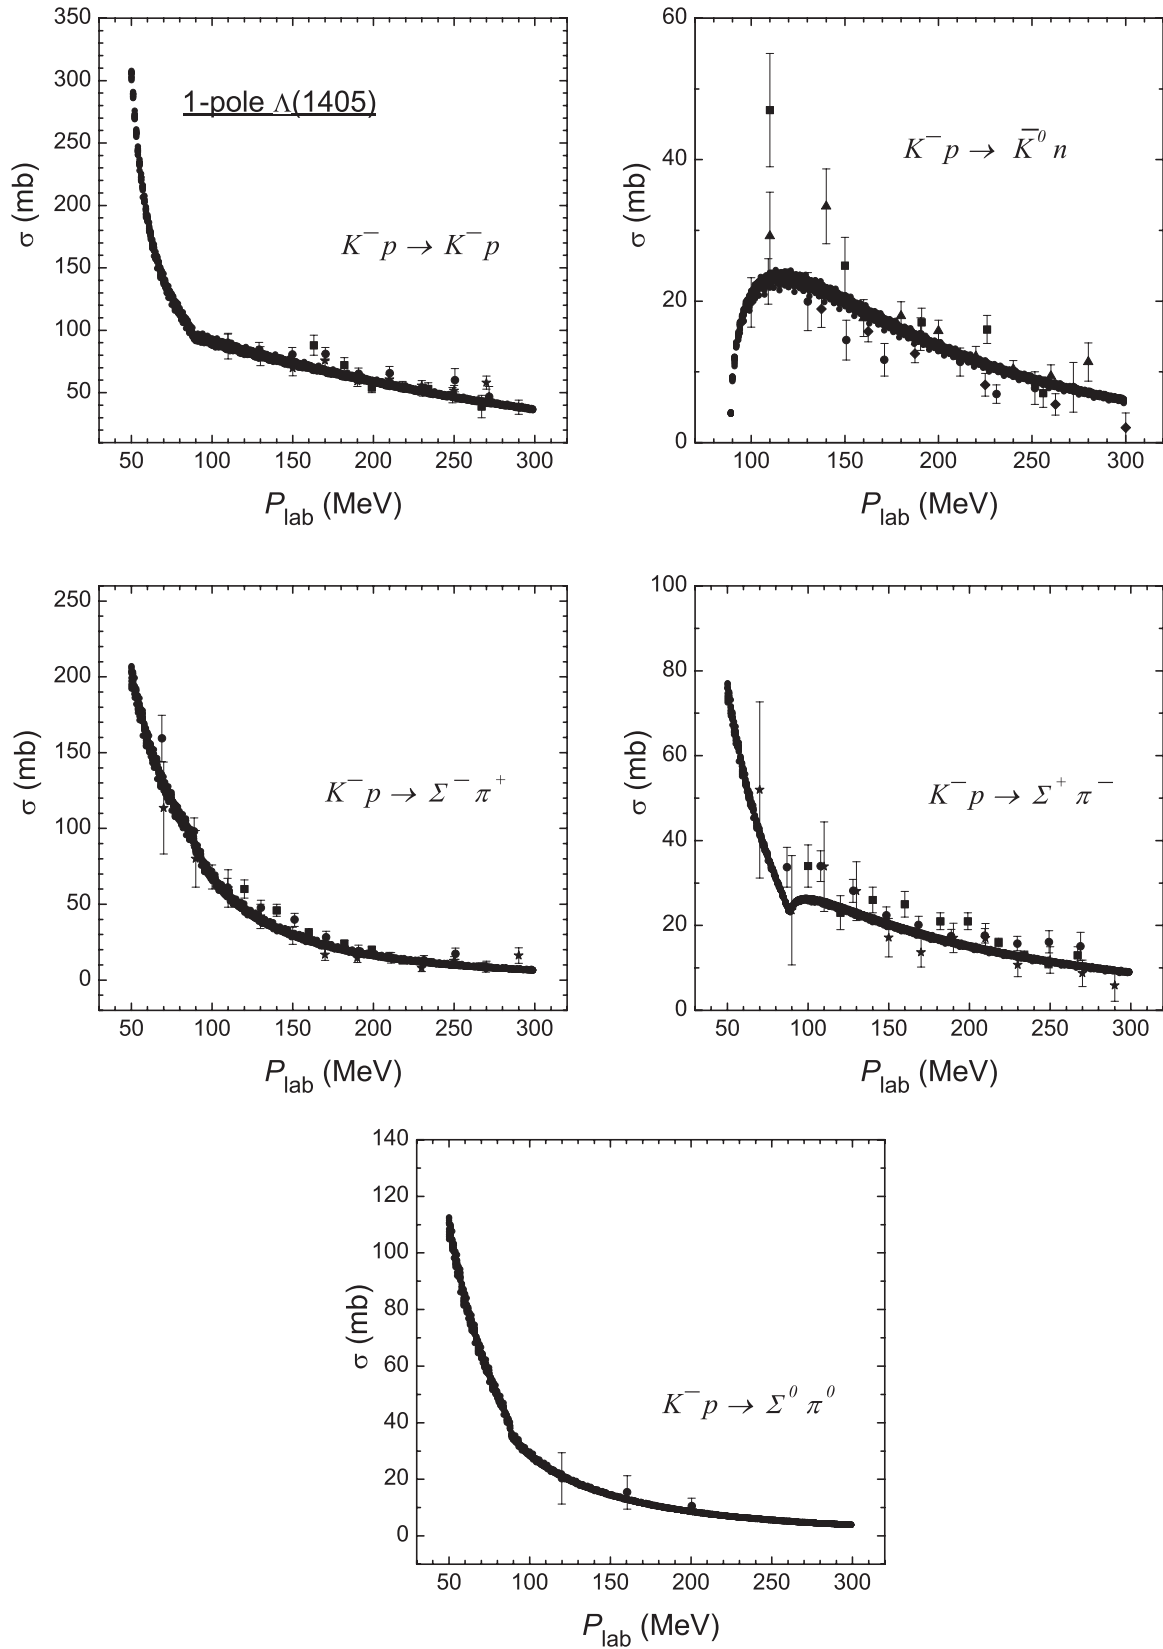 350
300
250
200
150
100
50
σ (mb)
1-pole Λ(1405)
K⁻ p → K⁻ p
50 100 150 200 250 300
P_lab (MeV)
60
40
20
0
σ (mb)
K⁻ p → K̄⁰ n
100 150 200 250 300
P_lab (MeV)
250
200
150
100
50
0
σ (mb)
K⁻ p → Σ⁻ π⁺
50 100 150 200 250 300
P_lab (MeV)
100
80
60
40
20
0
σ (mb)
K⁻ p → Σ⁺ π⁻
50 100 150 200 250 300
P_lab (MeV)
140
120
100
80
60
40
20
0
σ (mb)
K⁻ p → Σ⁰ π⁰
50 100 150 200 250 300
P_lab (MeV)